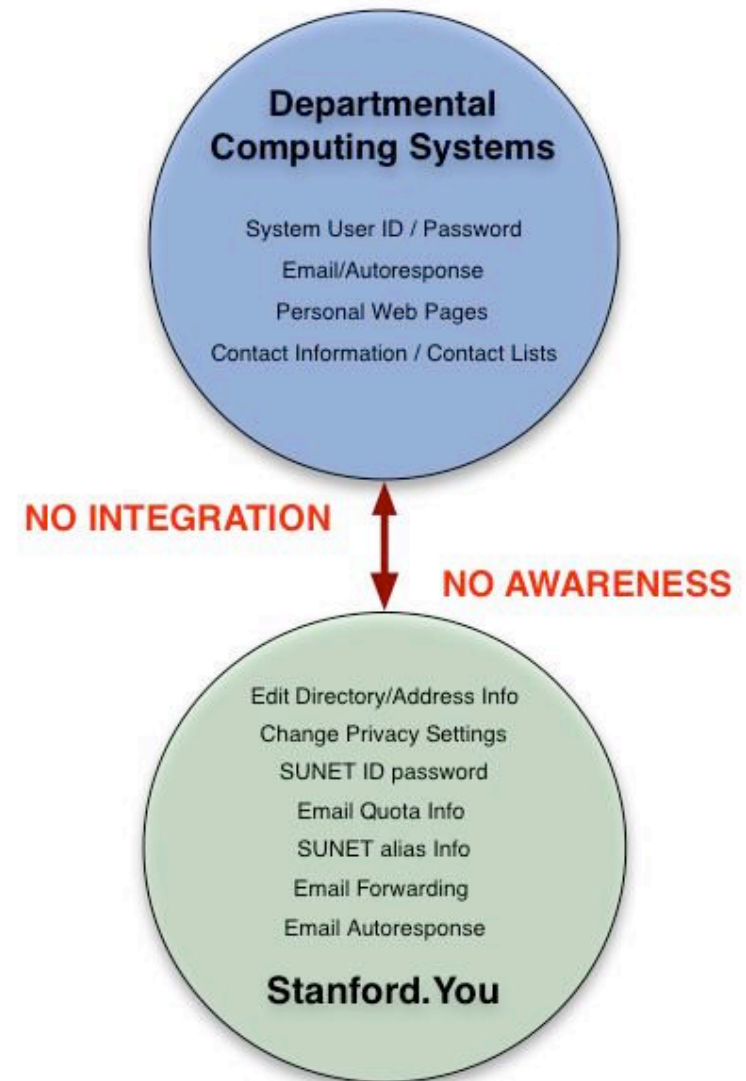 Departmental
Computing Systems
System User ID / Password
Email/Autoresponse
Personal Web Pages
Contact Information / Contact Lists
NO INTEGRATION
NO AWARENESS
Edit Directory/Address Info
Change Privacy Settings
SUNET ID password
Email Quota Info
SUNET alias Info
Email Forwarding
Email Autoresponse
Stanford.You